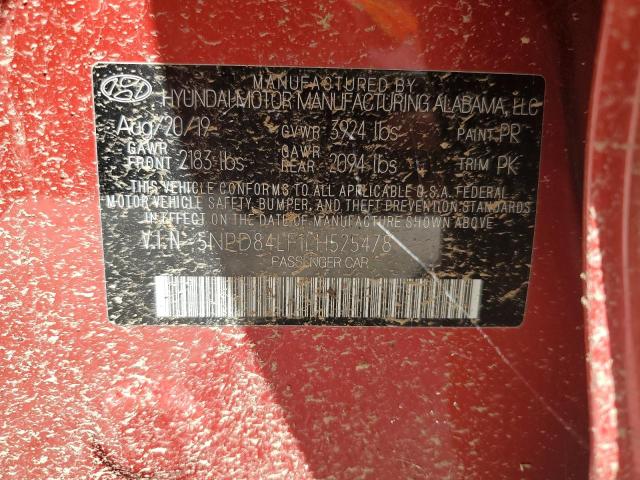 MANUFACTURED BY
HYUNDAI MOTOR MANUFACTURING ALABAMA, LLC
Aug/20/19 GVWR 3924 lbs PAINT PR
GAWR FRONT 2183 lbs GAWR REAR 2094 lbs TRIM PK
THIS VEHICLE CONFORMS TO ALL APPLICABLE U.S.A. FEDERAL
MOTOR VEHICLE SAFETY, BUMPER, AND THEFT PREVENTION
STANDARDS IN EFFECT ON THE DATE OF MANUFACTURE SHOWN ABOVE.
V.I.N : 5NPD84LF1LH525478
PASSENGER CAR